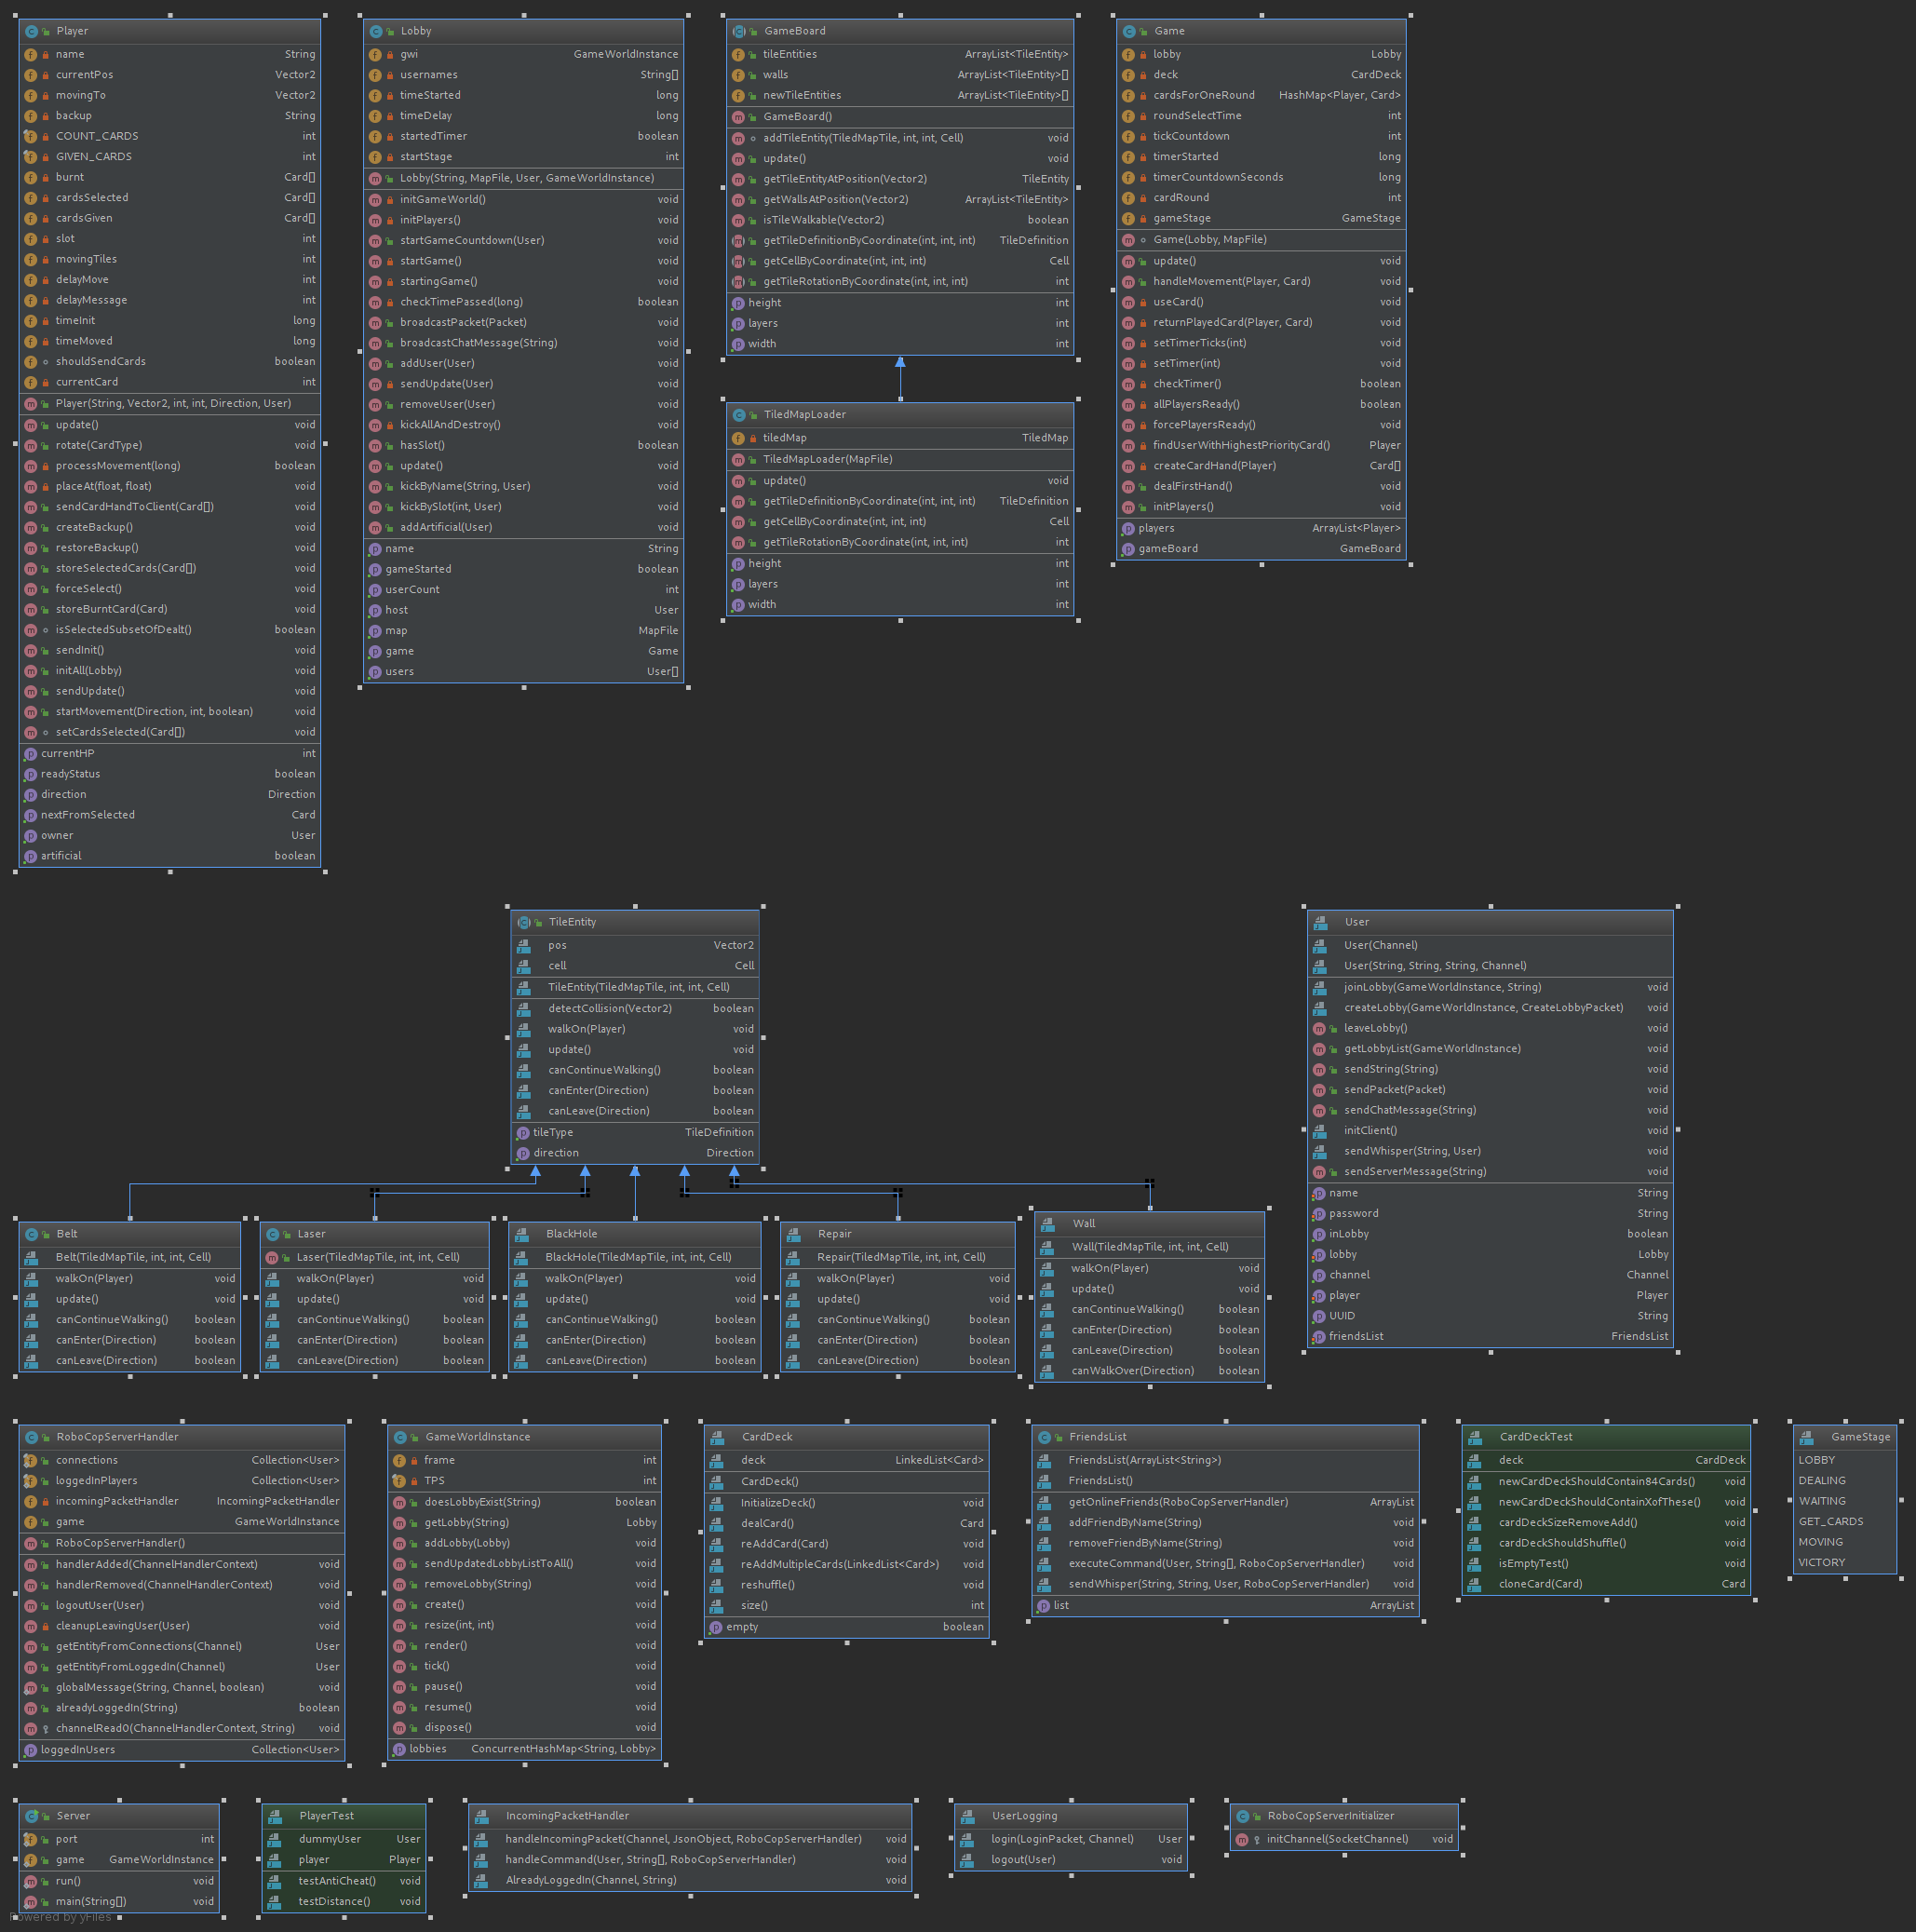 Player
name String
currentPos Vector2
movingTo Vector2
backup String
COUNT_CARDS int
GIVEN_CARDS int
burnt Card[]
cardsSelected Card[]
cardsGiven Card[]
slot int
movingTiles int
delayMove int
delayMessage int
timeInit long
timeMoved long
shouldSendCards boolean
currentCard int
Player(String, Vector2, int, int, Direction, User)
update() void
rotate(CardType) void
processMovement(long) boolean
placeAt(float, float) void
sendCardHandToClient(Card[]) void
createBackup() void
restoreBackup() void
storeSelectedCards(Card[]) void
forceSelect() void
storeBurntCard(Card) void
isSelectedSubsetOfDealt() boolean
sendInit() void
initAll(Lobby) void
sendUpdate() void
startMovement(Direction, int, boolean) void
setCardsSelected(Card[]) void
currentHP int
readyStatus boolean
direction Direction
nextFromSelected Card
owner User
artificial boolean
Lobby
gwi GameWorldInstance
usernames String[]
timeStarted long
timeDelay long
startedTimer boolean
startStage int
Lobby(String, MapFile, User, GameWorldInstance)
initGameWorld() void
initPlayers() void
startGameCountdown(User) void
startGame() void
startingGame() void
checkTimePassed(long) boolean
broadcastPacket(Packet) void
broadcastChatMessage(String) void
addUser(User) void
sendUpdate(User) void
removeUser(User) void
kickAllAndDestroy() void
hasSlot() boolean
update() void
kickByName(String, User) void
kickBySlot(int, User) void
addArtificial(User) void
name String
gameStarted boolean
userCount int
host User
map MapFile
game Game
users User[]
GameBoard
tileEntities ArrayList<TileEntity>
walls ArrayList<TileEntity>[]
newTileEntities ArrayList<TileEntity>[]
GameBoard()
addTileEntity(TiledMapTile, int, int, Cell) void
update() void
getTileEntityAtPosition(Vector2) TileEntity
getWallsAtPosition(Vector2) ArrayList<TileEntity>
isTileWalkable(Vector2) boolean
getTileDefinitionByCoordinate(int, int, int) TileDefinition
getCellByCoordinate(int, int, int) Cell
getTileRotationByCoordinate(int, int, int) int
height int
layers int
width int
TiledMapLoader
tiledMap TiledMap
TiledMapLoader(MapFile)
update() void
getTileDefinitionByCoordinate(int, int, int) TileDefinition
getCellByCoordinate(int, int, int) Cell
getTileRotationByCoordinate(int, int, int) int
height int
layers int
width int
Game
lobby Lobby
deck CardDeck
cardsForOneRound HashMap<Player, Card>
roundSelectTime int
tickCountdown int
timerStarted long
timerCountdownSeconds long
cardRound int
gameStage GameStage
Game(Lobby, MapFile)
update() void
handleMovement(Player, Card) void
useCard() void
returnPlayedCard(Player, Card) void
setTimerTicks(int) void
setTimer(int) void
checkTimer() boolean
allPlayersReady() boolean
forcePlayersReady() void
findUserWithHighestPriorityCard() Player
createCardHand(Player) Card[]
dealFirstHand() void
initPlayers() void
players ArrayList<Player>
gameBoard GameBoard
TileEntity
pos Vector2
cell Cell
TileEntity(TiledMapTile, int, int, Cell)
detectCollision(Vector2) boolean
walkOn(Player) void
update() void
canContinueWalking() boolean
canEnter(Direction) boolean
canLeave(Direction) boolean
tileType TileDefinition
direction Direction
User
User(Channel)
User(String, String, String, Channel)
joinLobby(GameWorldInstance, String) void
createLobby(GameWorldInstance, CreateLobbyPacket) void
leaveLobby() void
getLobbyList(GameWorldInstance) void
sendString(String) void
sendPacket(Packet) void
sendChatMessage(String) void
initClient() void
sendWhisper(String, User) void
sendServerMessage(String) void
name String
password String
inLobby boolean
lobby Lobby
channel Channel
player Player
UUID String
friendsList FriendsList
Belt
Belt(TiledMapTile, int, int, Cell)
walkOn(Player) void
update() void
canContinueWalking() boolean
canEnter(Direction) boolean
canLeave(Direction) boolean
Laser
Laser(TiledMapTile, int, int, Cell)
walkOn(Player) void
update() void
canContinueWalking() boolean
canEnter(Direction) boolean
canLeave(Direction) boolean
BlackHole
BlackHole(TiledMapTile, int, int, Cell)
walkOn(Player) void
update() void
canContinueWalking() boolean
canEnter(Direction) boolean
canLeave(Direction) boolean
Repair
Repair(TiledMapTile, int, int, Cell)
walkOn(Player) void
update() void
canContinueWalking() boolean
canEnter(Direction) boolean
canLeave(Direction) boolean
Wall
Wall(TiledMapTile, int, int, Cell)
walkOn(Player) void
update() void
canContinueWalking() boolean
canEnter(Direction) boolean
canLeave(Direction) boolean
canWalkOver(Direction) boolean
RoboCopServerHandler
connections Collection<User>
loggedInPlayers Collection<User>
incomingPacketHandler IncomingPacketHandler
game GameWorldInstance
RoboCopServerHandler()
handlerAdded(ChannelHandlerContext) void
handlerRemoved(ChannelHandlerContext) void
logoutUser(User) void
cleanupLeavingUser(User) void
getEntityFromConnections(Channel) User
getEntityFromLoggedIn(Channel) User
globalMessage(String, Channel, boolean) void
alreadyLoggedIn(String) boolean
channelRead0(ChannelHandlerContext, String) void
loggedInUsers Collection<User>
GameWorldInstance
frame int
TPS int
doesLobbyExist(String) boolean
getLobby(String) Lobby
addLobby(Lobby) void
sendUpdatedLobbyListToAll() void
removeLobby(String) void
create() void
resize(int, int) void
render() void
tick() void
pause() void
resume() void
dispose() void
lobbies ConcurrentHashMap<String, Lobby>
CardDeck
deck LinkedList<Card>
CardDeck()
InitializeDeck() void
dealCard() Card
reAddCard(Card) void
reAddMultipleCards(LinkedList<Card>) void
reshuffle() void
size() int
empty boolean
FriendsList
FriendsList(ArrayList<String>)
FriendsList()
getOnlineFriends(RoboCopServerHandler) ArrayList
addFriendByName(String) void
removeFriendByName(String) void
executeCommand(User, String[], RoboCopServerHandler) void
sendWhisper(String, String, User, RoboCopServerHandler) void
list ArrayList
CardDeckTest
deck CardDeck
newCardDeckShouldContain84Cards() void
newCardDeckShouldContainXofThese() void
cardDeckSizeRemoveAdd() void
cardDeckShouldShuffle() void
isEmptyTest() void
cloneCard(Card) Card
GameStage
LOBBY
DEALING
WAITING
GET_CARDS
MOVING
VICTORY
Server
port int
game GameWorldInstance
run() void
main(String[]) void
PlayerTest
dummyUser User
player Player
testAntiCheat() void
testDistance() void
IncomingPacketHandler
handleIncomingPacket(Channel, JsonObject, RoboCopServerHandler) void
handleCommand(User, String[], RoboCopServerHandler) void
AlreadyLoggedIn(Channel, String) void
UserLogging
login(LoginPacket, Channel) User
logout(User) void
RoboCopServerInitializer
initChannel(SocketChannel) void
Powered by yFiles